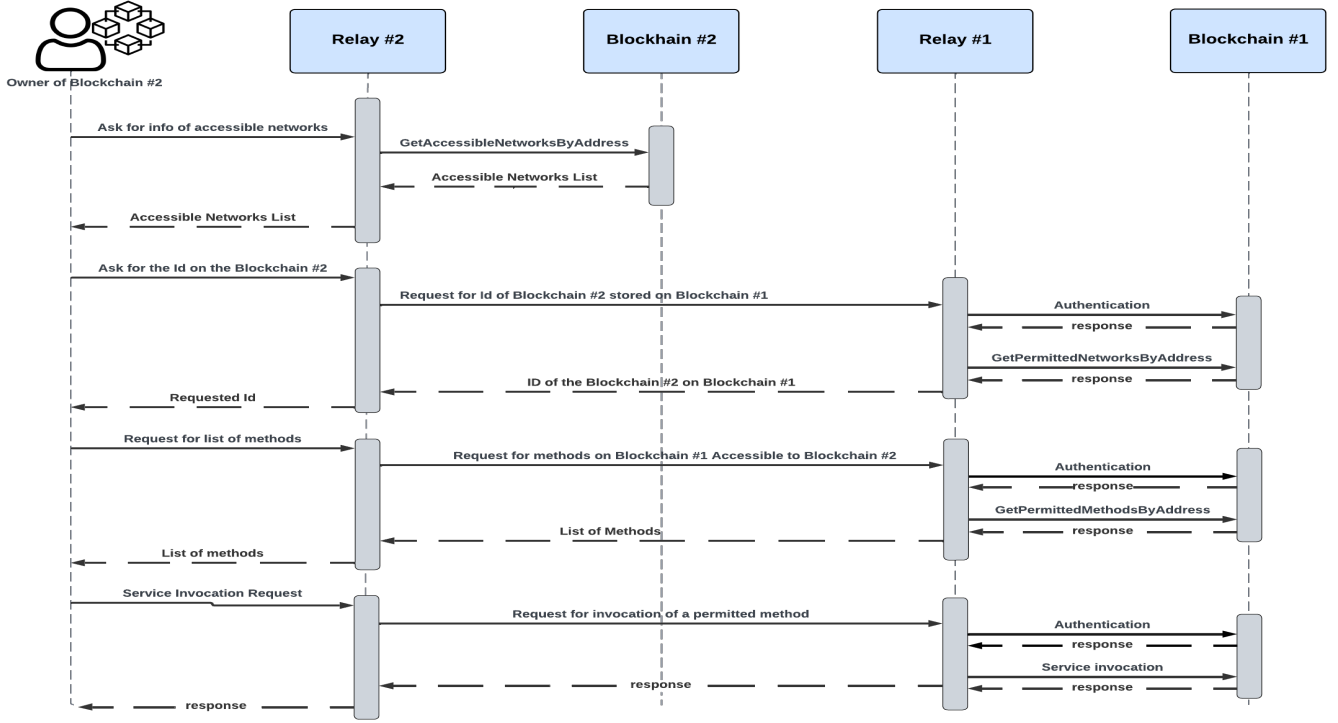 Relay #2
Blockhain #2
Relay #1
Blockchain #1
Owner of Blockchain #2
Ask for info of accessible networks
GetAccessibleNetworksByAddress
Accessible Networks List
Accessible Networks List
Ask for the Id on the Blockchain #2
Request for Id of Blockchain #2 stored on Blockchain #1
Authentication
response
GetPermittedNetworksByAddress
response
ID of the Blockchain #2 on Blockchain #1
Requested Id
Request for list of methods
Request for methods on Blockchain #1 Accessible to Blockchain #2
Authentication
response
GetPermittedMethodsByAddress
response
List of Methods
List of methods
Service Invocation Request
Request for invocation of a permitted method
Authentication
response
Service invocation
response
response
response